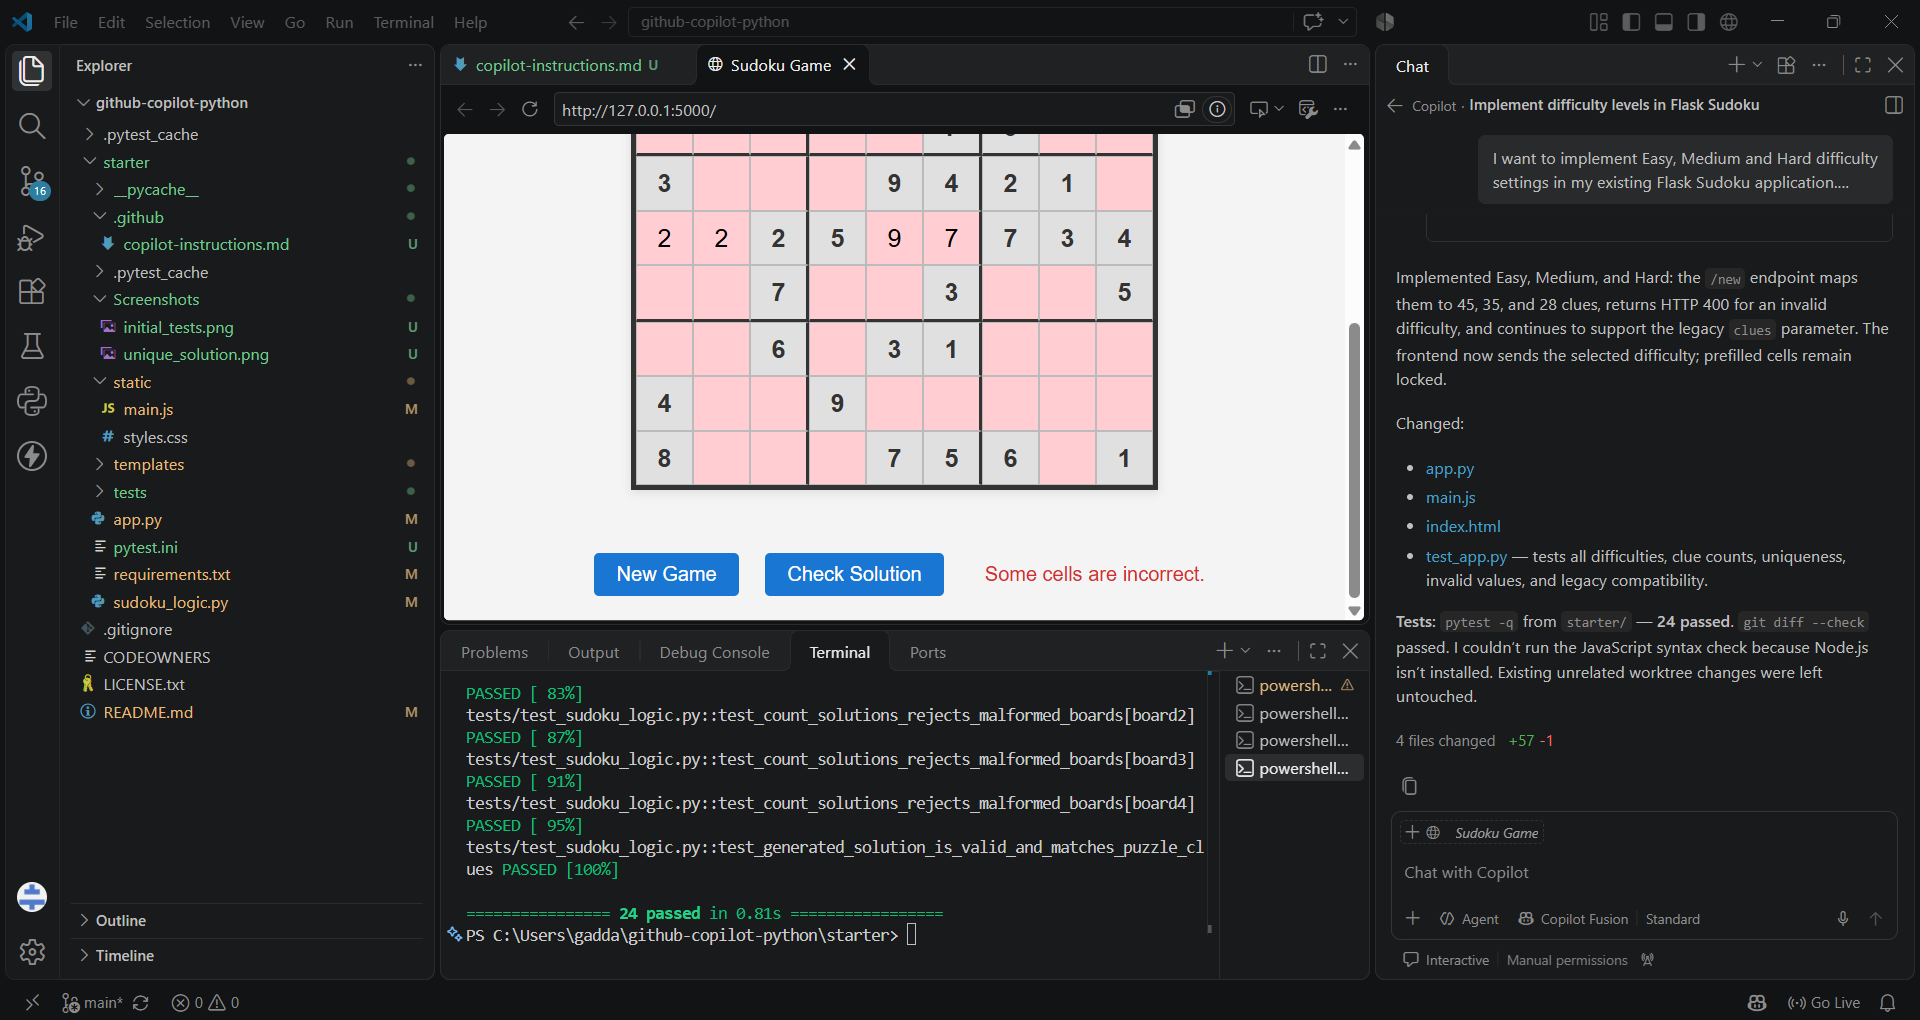 File Edit Selection View Go Run Terminal Help
github-copilot-python
Explorer
github-copilot-python
.pytest_cache
starter
__pycache__
.github
copilot-instructions.md U
.pytest_cache
Screenshots
initial_tests.png U
unique_solution.png U
static
JS main.js M
# styles.css
templates
tests
app.py M
pytest.ini U
requirements.txt M
sudoku_logic.py M
.gitignore
CODEOWNERS
LICENSE.txt
README.md M
Outline
Timeline
16
copilot-instructions.md U
Sudoku Game
http://127.0.0.1:5000/
3 9 4 2 1
2 2 2 5 9 7 7 3 4
7 3 5
6 3 1
4 9
8 7 5 6 1
New Game Check Solution Some cells are incorrect.
Problems Output Debug Console Terminal Ports
PASSED [ 83%]
tests/test_sudoku_logic.py::test_count_solutions_rejects_malformed_boards[board2]
PASSED [ 87%]
tests/test_sudoku_logic.py::test_count_solutions_rejects_malformed_boards[board3]
PASSED [ 91%]
tests/test_sudoku_logic.py::test_count_solutions_rejects_malformed_boards[board4]
PASSED [ 95%]
tests/test_sudoku_logic.py::test_generated_solution_is_valid_and_matches_puzzle_cl
ues PASSED [100%]
================ 24 passed in 0.81s =================
PS C:\Users\gadda\github-copilot-python\starter>
powersh...
powershell...
powershell...
powershell...
Chat
Copilot · Implement difficulty levels in Flask Sudoku
I want to implement Easy, Medium and Hard difficulty
settings in my existing Flask Sudoku application....
Implemented Easy, Medium, and Hard: the /new endpoint maps
them to 45, 35, and 28 clues, returns HTTP 400 for an invalid
difficulty, and continues to support the legacy clues parameter. The
frontend now sends the selected difficulty; prefilled cells remain
locked.
Changed:
• app.py
• main.js
• index.html
• test_app.py — tests all difficulties, clue counts, uniqueness,
invalid values, and legacy compatibility.
Tests: pytest -q from starter/ — 24 passed. git diff --check
passed. I couldn't run the JavaScript syntax check because Node.js
isn't installed. Existing unrelated worktree changes were left
untouched.
4 files changed +57 -1
Sudoku Game
Chat with Copilot
Agent Copilot Fusion Standard
Interactive Manual permissions
main* 0 0
Go Live